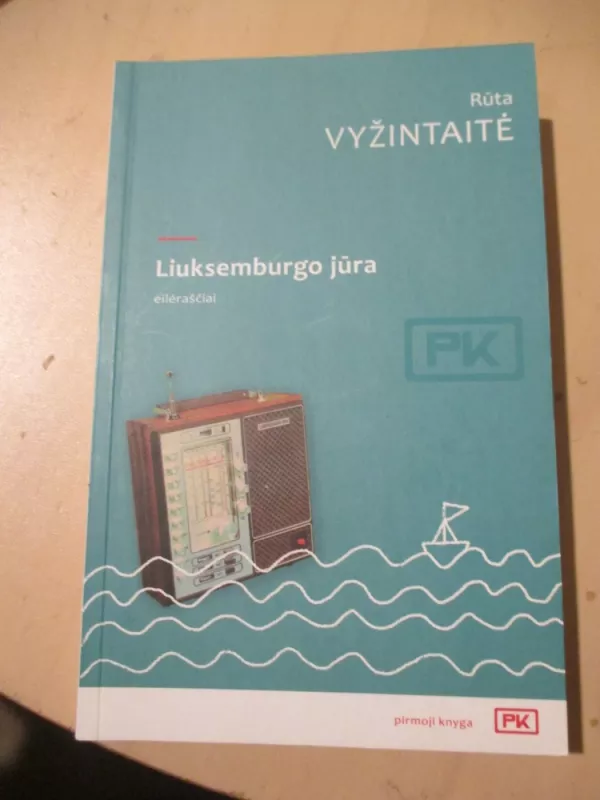 Rūta
VYŽINTAITĖ
Liuksemburgo jūra
eilėraščiai
PK
pirmoji knyga
PK